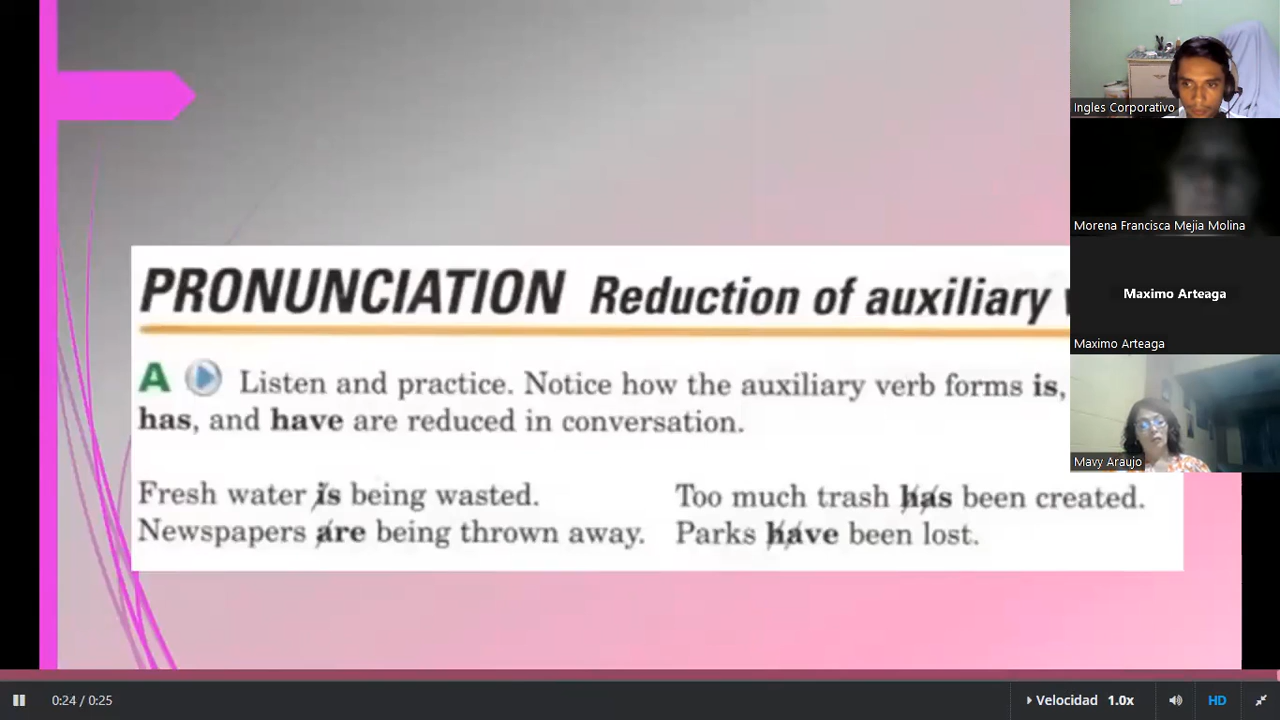 PRONUNCIATION Reduction of auxiliary
A Listen and practice. Notice how the auxiliary verb forms is,
has, and have are reduced in conversation.
Fresh water is being wasted.
Newspapers are being thrown away.
Too much trash has been created.
Parks have been lost.
Ingles Corporativo
Morena Francisca Mejia Molina
Maximo Arteaga
Maximo Arteaga
Mavy Araujo
0:24 / 0:25
Velocidad 1.0x
HD